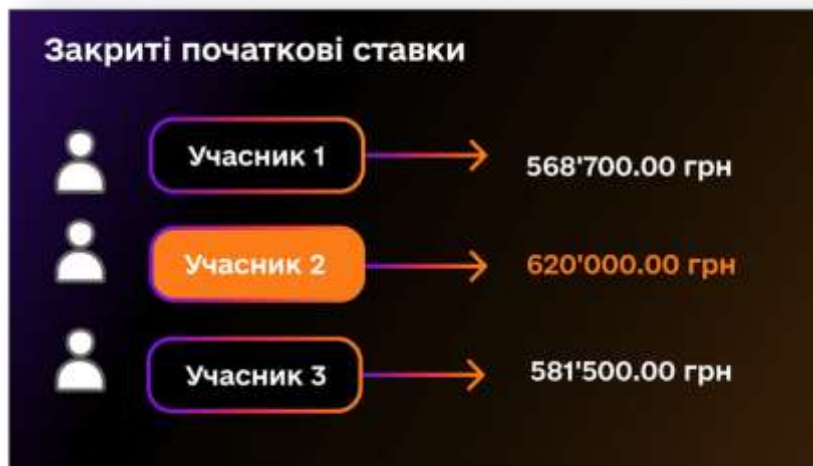 Закриті початкові ставки
Учасник 1
568'700.00 грн
Учасник 2
620'000.00 грн
Учасник 3
581'500.00 грн